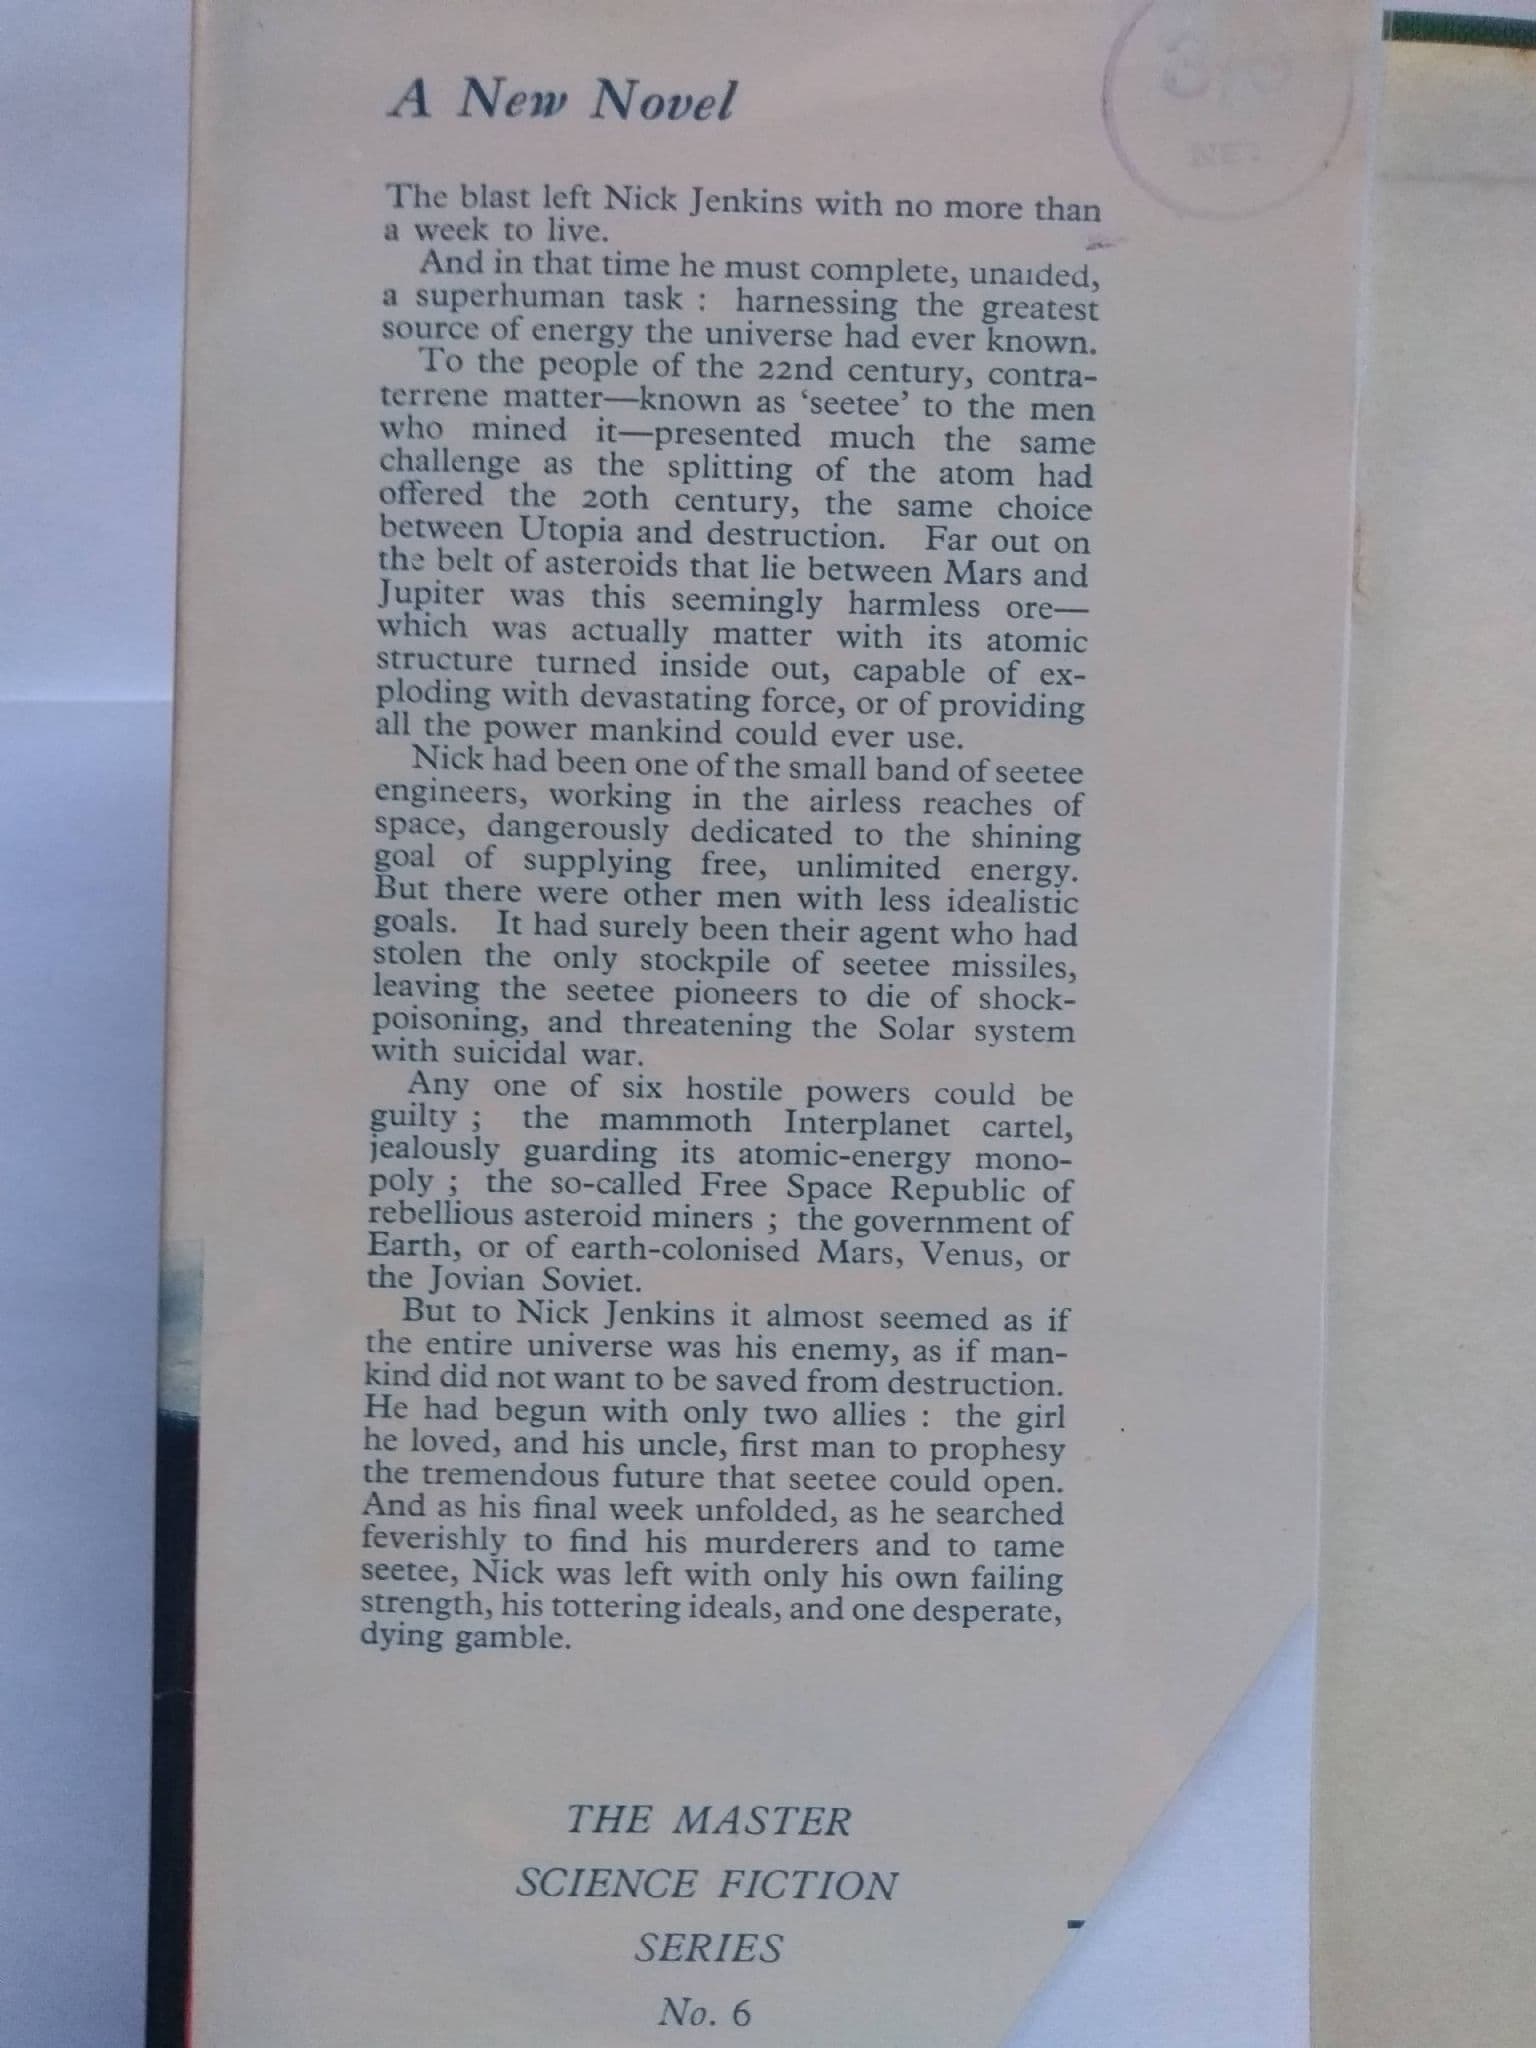 A New Novel
NET
The blast left Nick Jenkins with no more than
a week to live.
And in that time he must complete, unaided,
a superhuman task : harnessing the greatest
source of energy the universe had ever known.
To the people of the 22nd century, contra-
terrene matter—known as ‘seetee’ to the men
who mined it—presented much the same
challenge as the splitting of the atom had
offered the 20th century, the same choice
between Utopia and destruction. Far out on
the belt of asteroids that lie between Mars and
Jupiter was this seemingly harmless ore—
which was actually matter with its atomic
structure turned inside out, capable of ex-
ploding with devastating force, or of providing
all the power mankind could ever use.
Nick had been one of the small band of seetee
engineers, working in the airless reaches of
space, dangerously dedicated to the shining
goal of supplying free, unlimited energy.
But there were other men with less idealistic
goals. It had surely been their agent who had
stolen the only stockpile of seetee missiles,
leaving the seetee pioneers to die of shock-
poisoning, and threatening the Solar system
with suicidal war.
Any one of six hostile powers could be
guilty ; the mammoth Interplanet cartel,
jealously guarding its atomic-energy mono-
poly ; the so-called Free Space Republic of
rebellious asteroid miners ; the government of
Earth, or of earth-colonised Mars, Venus, or
the Jovian Soviet.
But to Nick Jenkins it almost seemed as if
the entire universe was his enemy, as if man-
kind did not want to be saved from destruction.
He had begun with only two allies : the girl
he loved, and his uncle, first man to prophesy
the tremendous future that seetee could open.
And as his final week unfolded, as he searched
feverishly to find his murderers and to tame
seetee, Nick was left with only his own failing
strength, his tottering ideals, and one desperate,
dying gamble.
THE MASTER
SCIENCE FICTION
SERIES
No. 6